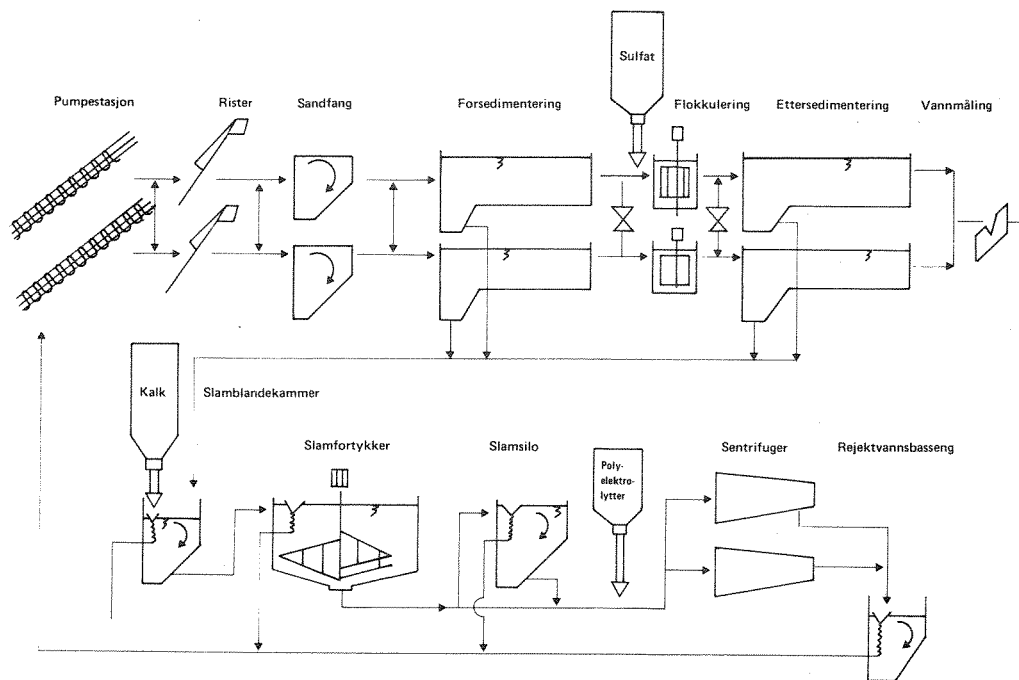 Sulfat
Pumpestasjon
Rister
Sandfang
Forsedimentering
Flokkulering
Ettersedimentering
Vannmåling
Kalk
Slamblandekammer
Slamfortykker
Slamsilo
Poly-
elektro-
lytter
Sentrifuger
Rejektvannsbasseng